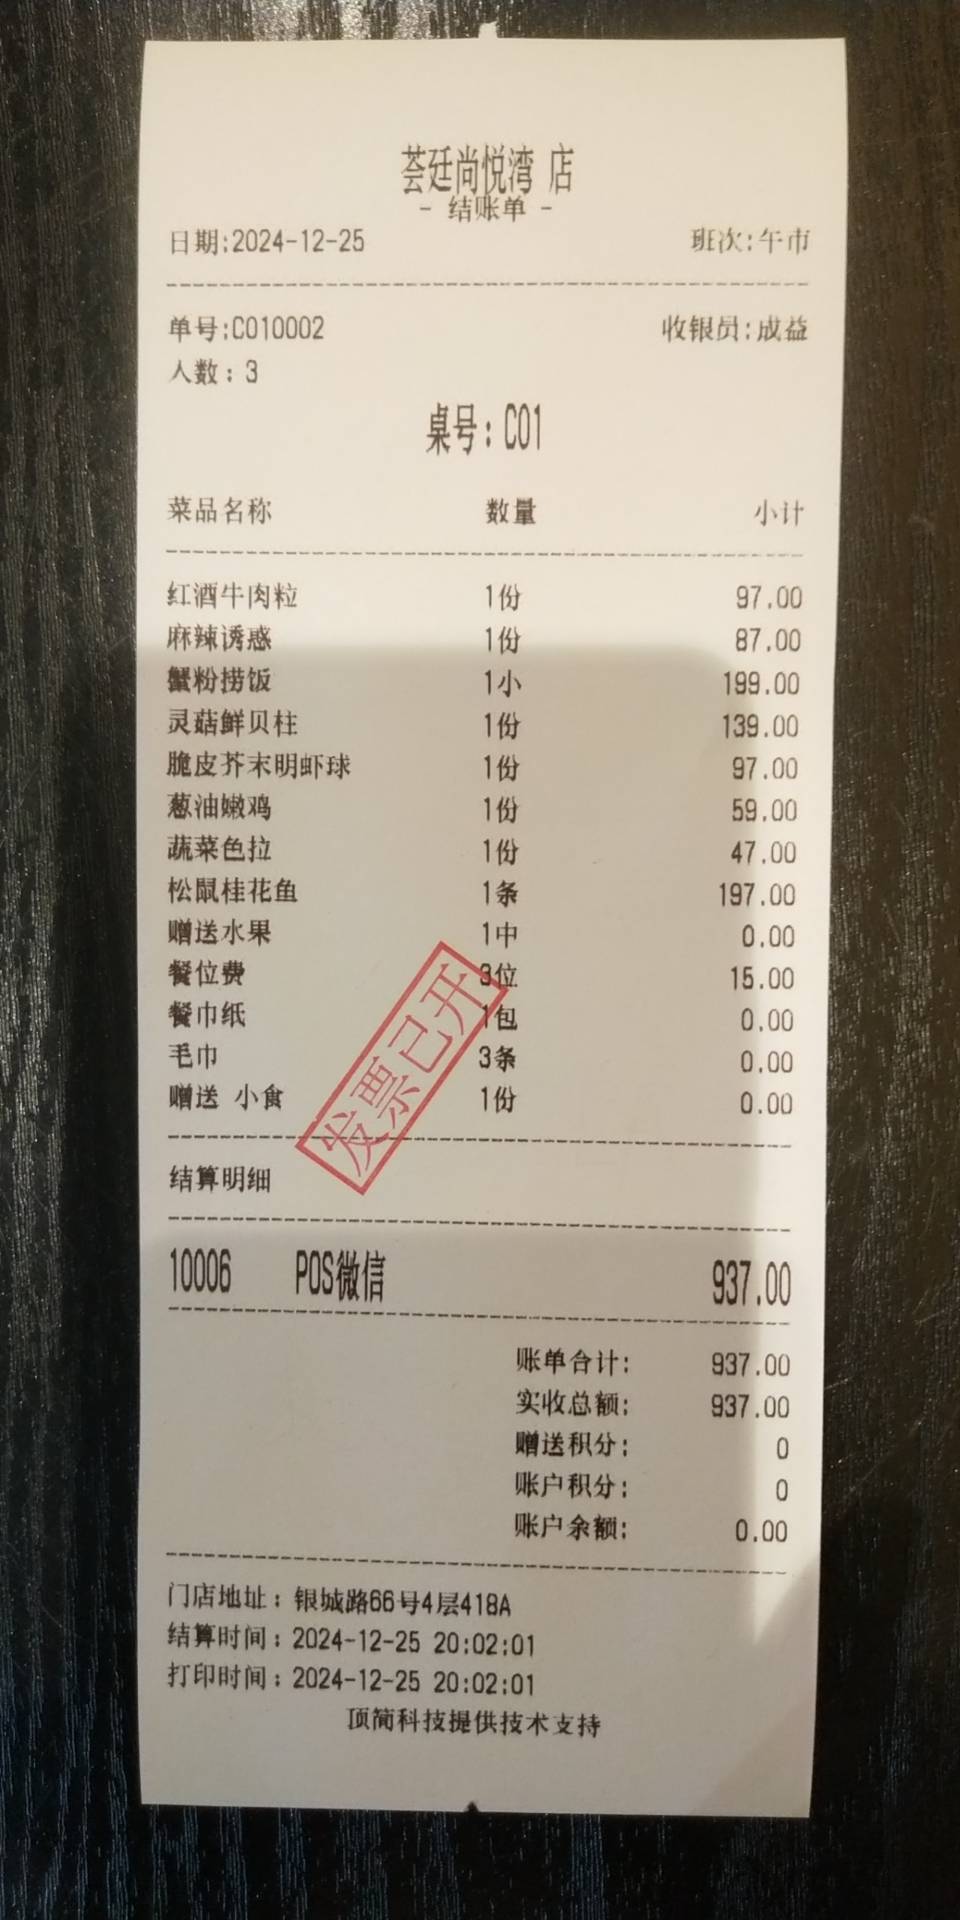 荟廷尚悦湾 店
- 结账单 -
日期:2024-12-25 班次:午市
单号:C010002 收银员:成益
人数：3
桌号：C01
菜品名称 数量 小计
红酒牛肉粒 1份 97.00
麻辣诱惑 1份 87.00
蟹粉捞饭 1小 199.00
灵菇鲜贝柱 1份 139.00
脆皮芥末明虾球 1份 97.00
葱油嫩鸡 1份 59.00
蔬菜色拉 1份 47.00
松鼠桂花鱼 1条 197.00
赠送水果 1中 0.00
餐位费 3位 15.00
餐巾纸 1包 0.00
毛巾 3条 0.00
赠送 小食 1份 0.00
发票已开
结算明细
10006 POS微信 937.00
账单合计: 937.00
实收总额: 937.00
赠送积分: 0
账户积分: 0
账户余额: 0.00
门店地址：银城路66号4层418A
结算时间：2024-12-25 20:02:01
打印时间：2024-12-25 20:02:01
顶简科技提供技术支持